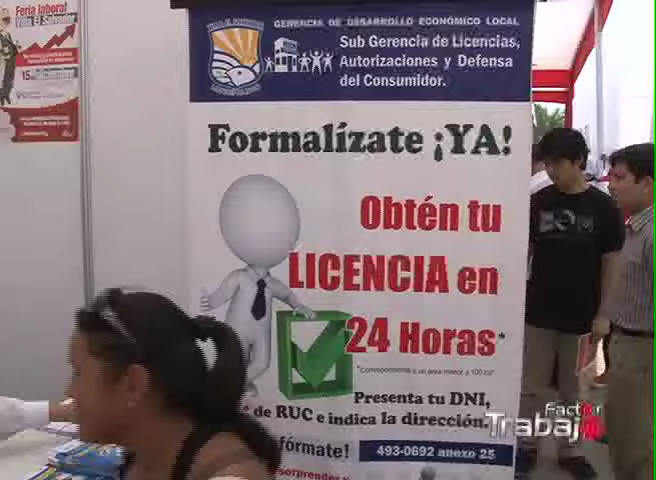 Feria laboral
Villa El Salvador
GERENCIA DE DESARROLLO ECONÓMICO LOCAL
Sub Gerencia de Licencias,
Autorizaciones y Defensa
del Consumidor.
Formalízate ¡YA!
Obtén tu
LICENCIA en
24 Horas*
Presenta tu DNI,
de RUC e indica la dirección.
fórmate!
493-0692 anexo 25
sorprender
Factor
Trabajo